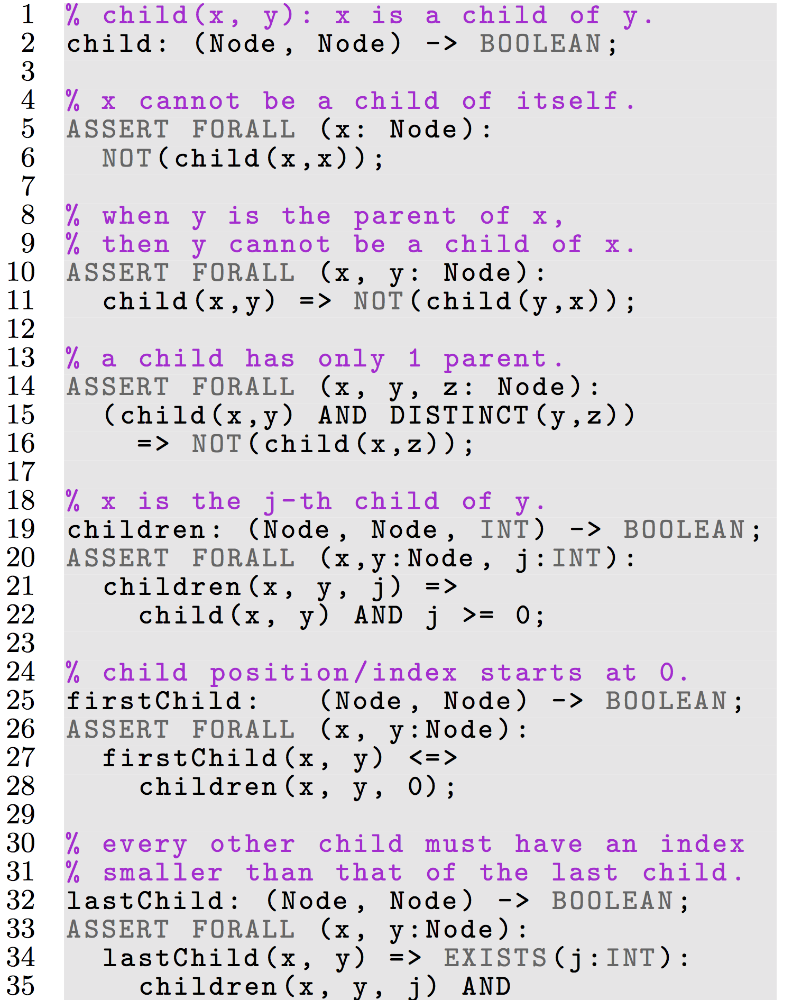 1 % child(x, y): x is a child of y.
2 child: (Node, Node) -> BOOLEAN;
3
4 % x cannot be a child of itself.
5 ASSERT FORALL (x: Node):
6 NOT(child(x,x));
7
8 % when y is the parent of x,
9 % then y cannot be a child of x.
10 ASSERT FORALL (x, y: Node):
11 child(x,y) => NOT(child(y,x));
12
13 % a child has only 1 parent.
14 ASSERT FORALL (x, y, z: Node):
15 (child(x,y) AND DISTINCT(y,z))
16 => NOT(child(x,z));
17
18 % x is the j-th child of y.
19 children: (Node, Node, INT) -> BOOLEAN;
20 ASSERT FORALL (x,y:Node, j:INT):
21 children(x, y, j) =>
22 child(x, y) AND j >= 0;
23
24 % child position/index starts at 0.
25 firstChild: (Node, Node) -> BOOLEAN;
26 ASSERT FORALL (x, y:Node):
27 firstChild(x, y) <=>
28 children(x, y, 0);
29
30 % every other child must have an index
31 % smaller than that of the last child.
32 lastChild: (Node, Node) -> BOOLEAN;
33 ASSERT FORALL (x, y:Node):
34 lastChild(x, y) => EXISTS(j:INT):
35 children(x, y, j) AND